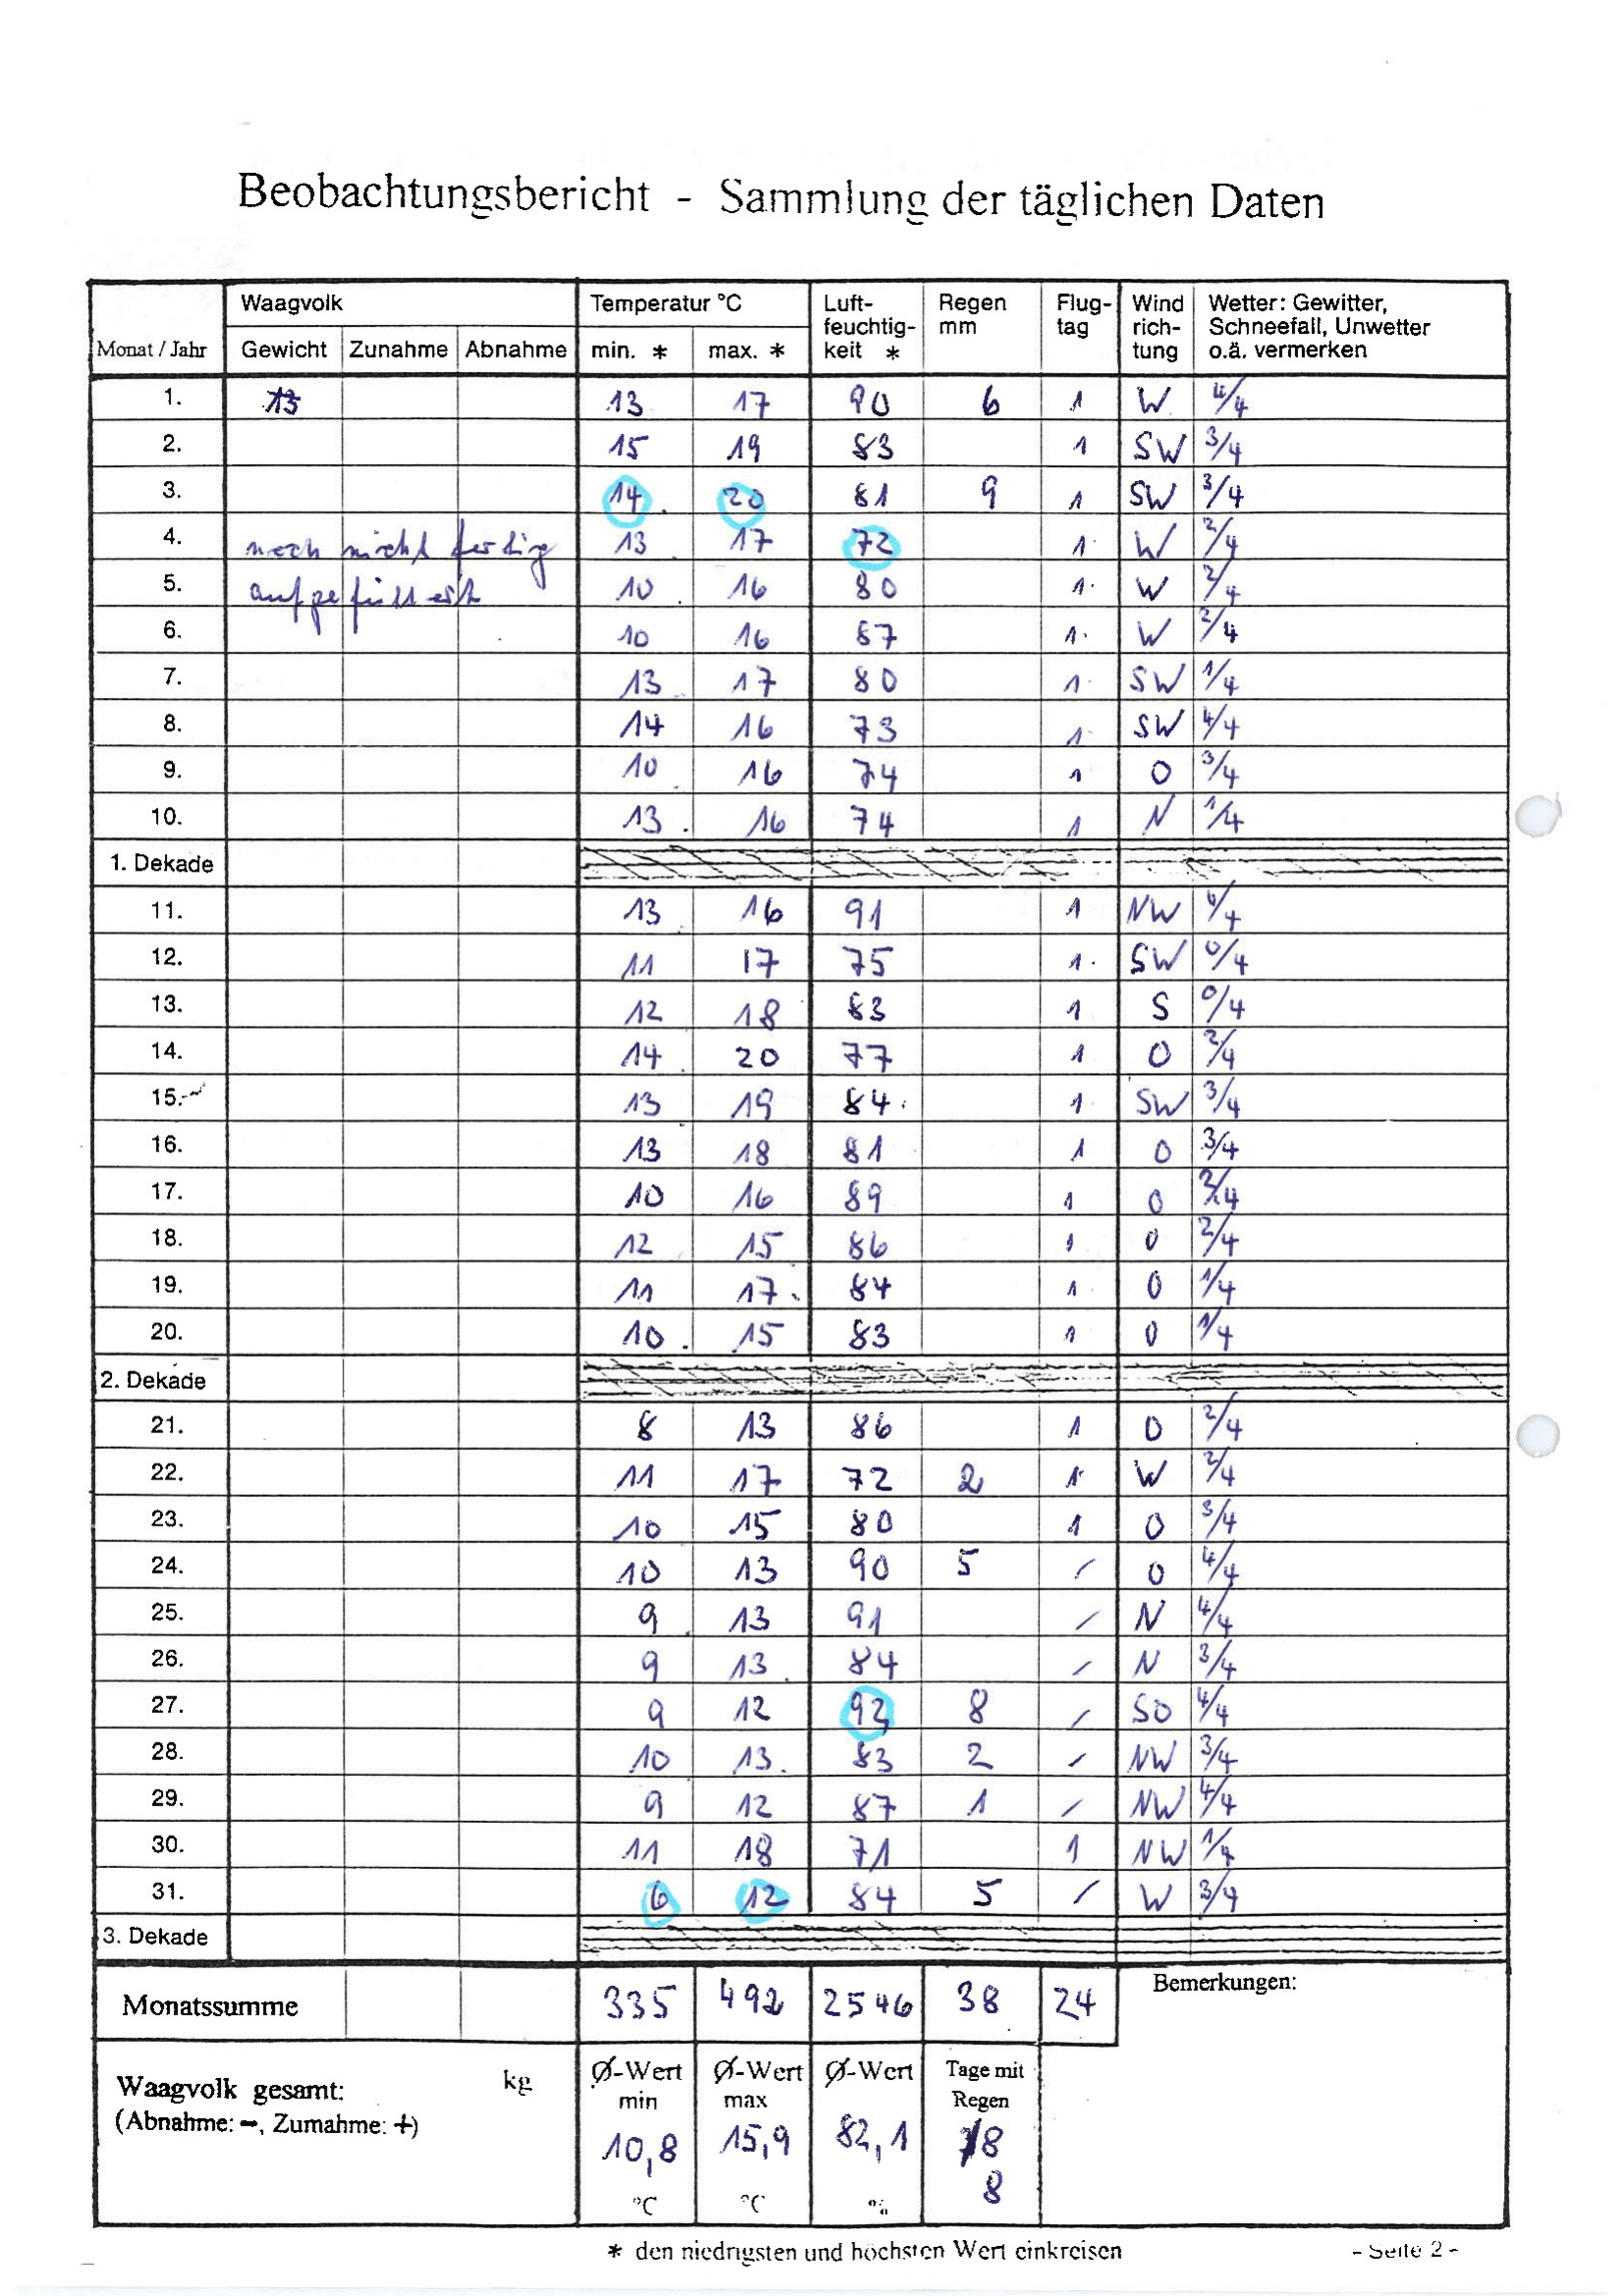 Beobachtungsbericht - Sammlung der täglichen Daten
Monat / Jahr Waagvolk Temperatur °C Luft-feuchtig-keit * Regen mm Flug-tag Wind rich-tung Wetter: Gewitter, Schneefall, Unwetter o.ä. vermerken
Gewicht Zunahme Abnahme min. * max. *
1. 13 13 17 90 6 1 W 4/4
2. 15 19 83 1 SW 3/4
3. 14 20 81 9 1 SW 3/4
4. noch nicht fertig 13 17 72 1 W 2/4
5. aufgefüttert 10 16 80 1 W 2/4
6. 10 16 87 1 W 2/4
7. 13 17 80 1 SW 1/4
8. 14 16 73 1 SW 4/4
9. 10 16 74 1 O 3/4
10. 13 16 74 1 N 1/4
1. Dekade
11. 13 16 91 1 NW 4/4
12. 11 17 75 1 SW 0/4
13. 12 18 83 1 S 0/4
14. 14 20 77 1 O 2/4
15. 13 19 84 1 SW 3/4
16. 13 18 81 1 O 3/4
17. 10 16 89 1 O 2/4
18. 12 15 86 1 O 2/4
19. 11 17 84 1 O 1/4
20. 10 15 83 1 O 1/4
2. Dekade
21. 8 13 86 1 O 2/4
22. 11 17 72 2 1 W 2/4
23. 10 15 80 1 O 3/4
24. 10 13 90 5 / O 4/4
25. 9 13 91 / N 4/4
26. 9 13 84 / N 3/4
27. 9 12 92 8 / SO 4/4
28. 10 13 83 2 / NW 3/4
29. 9 12 87 1 / NW 4/4
30. 11 18 71 1 NW 1/4
31. 6 12 84 5 / W 3/4
3. Dekade
Monatssumme 335 492 2546 38 24 Bemerkungen:
Waagvolk gesamt: kg Ø-Wert min Ø-Wert max Ø-Wert Tage mit Regen
(Abnahme: -, Zumahme: +)
10,8 15,9 82,1 8
8
°C °C %
* den niedrigsten und höchsten Wert einkreisen - Seite 2 -